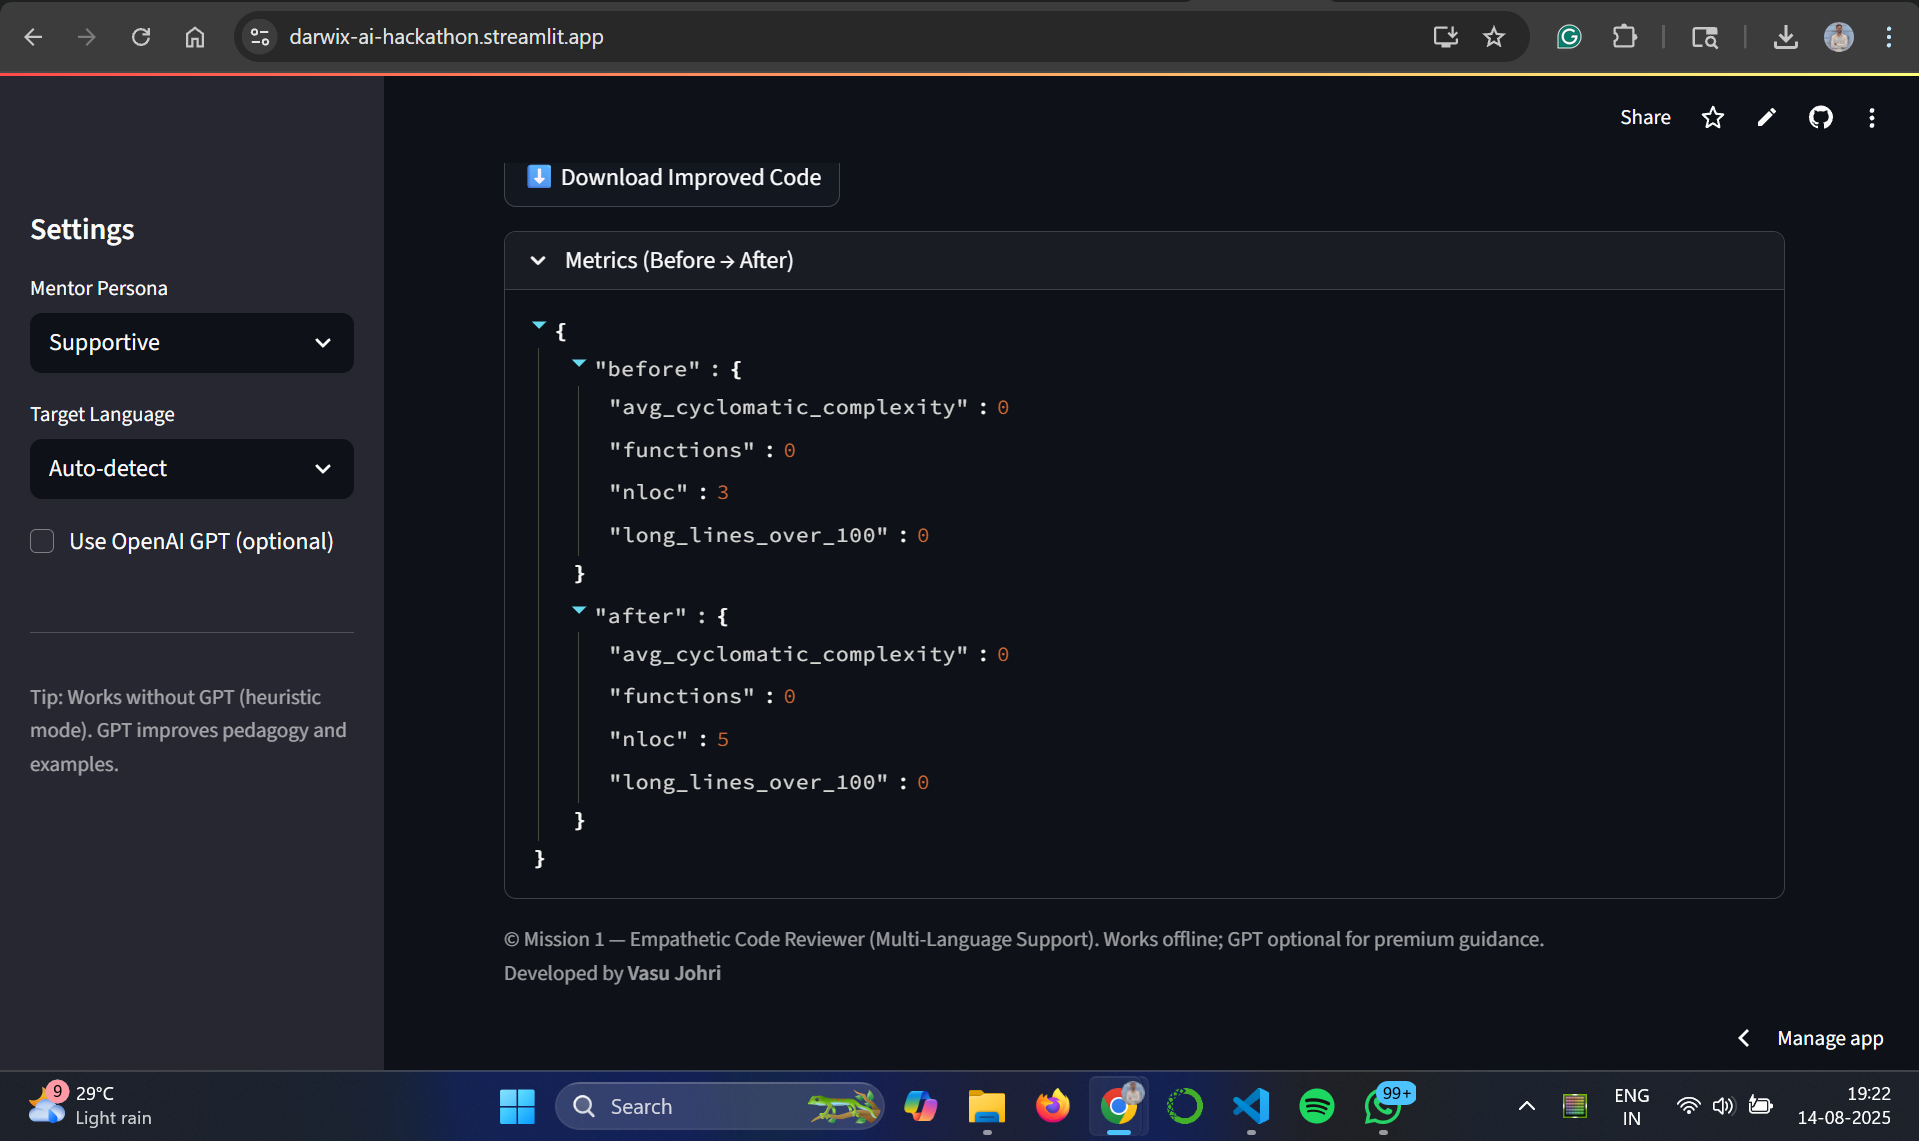 darwix-ai-hackathon.streamlit.app
Share
Settings
Mentor Persona
Supportive
Target Language
Auto-detect
Use OpenAI GPT (optional)
Tip: Works without GPT (heuristic
mode). GPT improves pedagogy and
examples.
Download Improved Code
Metrics (Before → After)
{
"before" : {
"avg_cyclomatic_complexity" : 0
"functions" : 0
"nloc" : 3
"long_lines_over_100" : 0
}
"after" : {
"avg_cyclomatic_complexity" : 0
"functions" : 0
"nloc" : 5
"long_lines_over_100" : 0
}
}
© Mission 1 — Empathetic Code Reviewer (Multi-Language Support). Works offline; GPT optional for premium guidance.
Developed by Vasu Johri
Manage app
9
29°C
Light rain
Search
99+
ENG
IN
19:22
14-08-2025